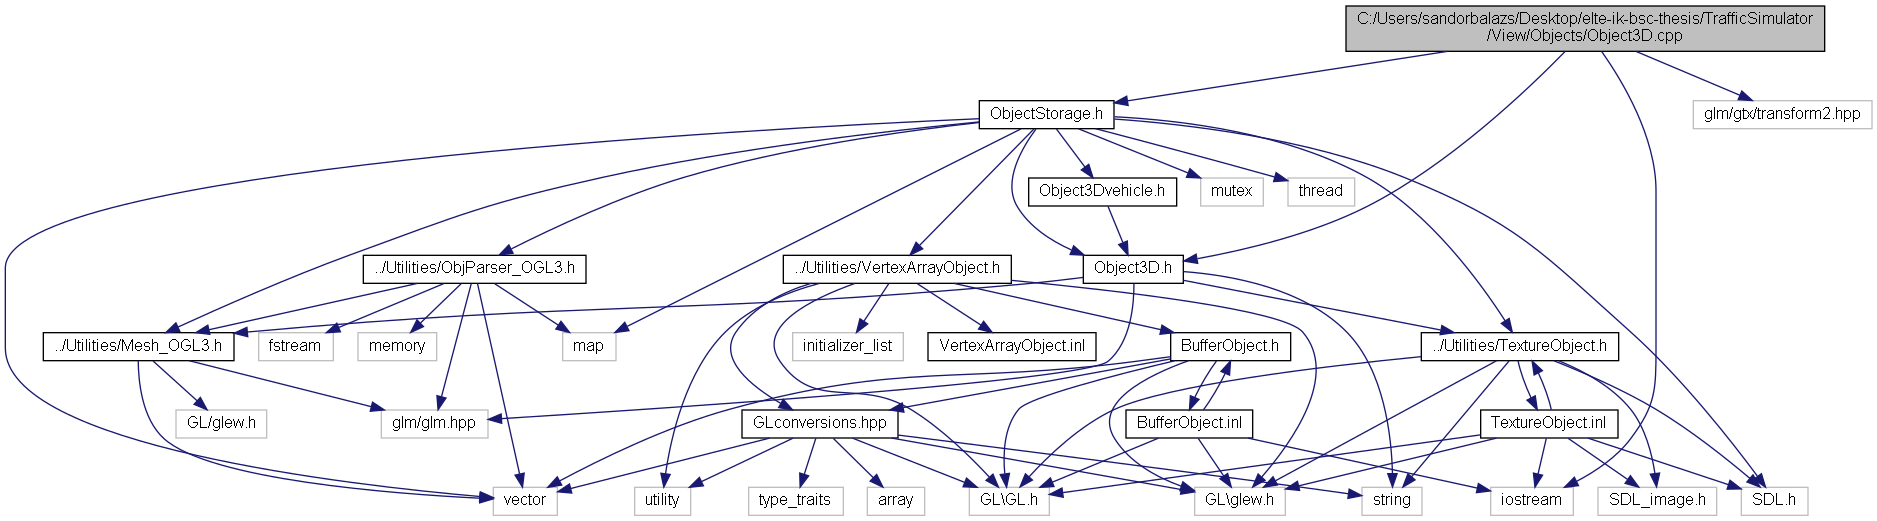 C:/Users/sandorbalazs/Desktop/elte-ik-bsc-thesis/TrafficSimulator
/View/Objects/Object3D.cpp
ObjectStorage.h
glm/gtx/transform2.hpp
Object3Dvehicle.h
mutex
thread
../Utilities/ObjParser_OGL3.h
../Utilities/VertexArrayObject.h
Object3D.h
../Utilities/Mesh_OGL3.h
fstream
memory
map
initializer_list
VertexArrayObject.inl
BufferObject.h
../Utilities/TextureObject.h
GL/glew.h
glm/glm.hpp
GLconversions.hpp
BufferObject.inl
TextureObject.inl
vector
utility
type_traits
array
GL\GL.h
GL\glew.h
string
iostream
SDL_image.h
SDL.h